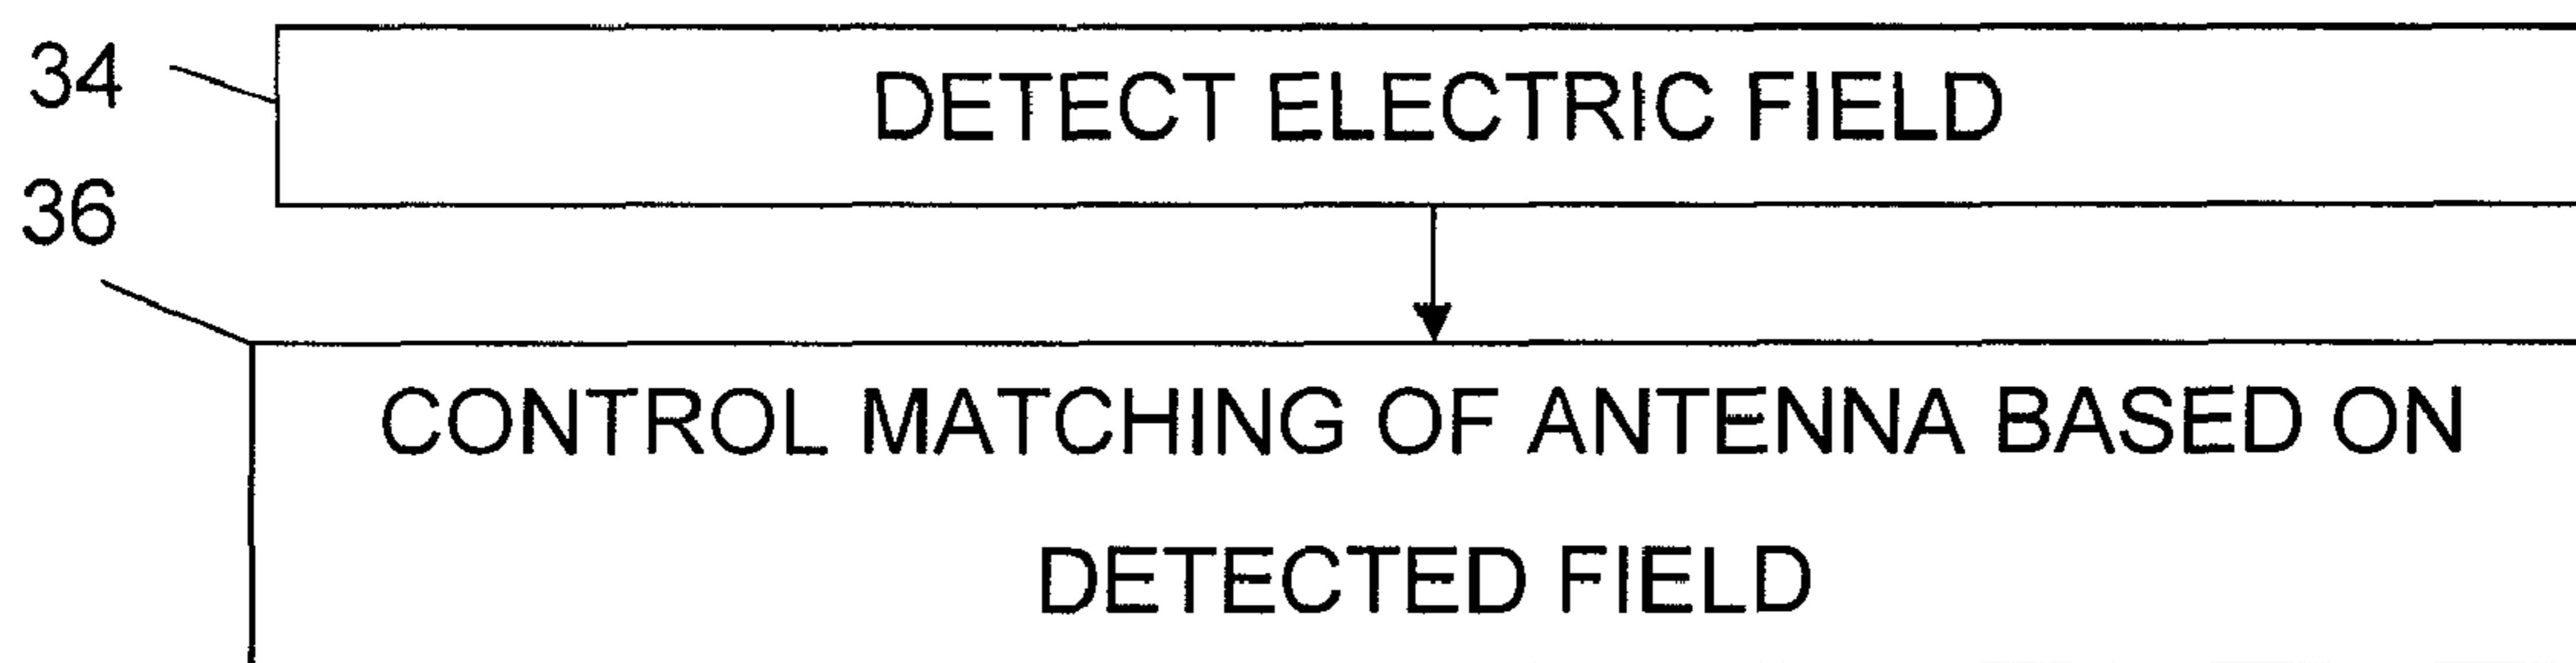 34
DETECT ELECTRIC FIELD
36
CONTROL MATCHING OF ANTENNA BASED ON
DETECTED FIELD